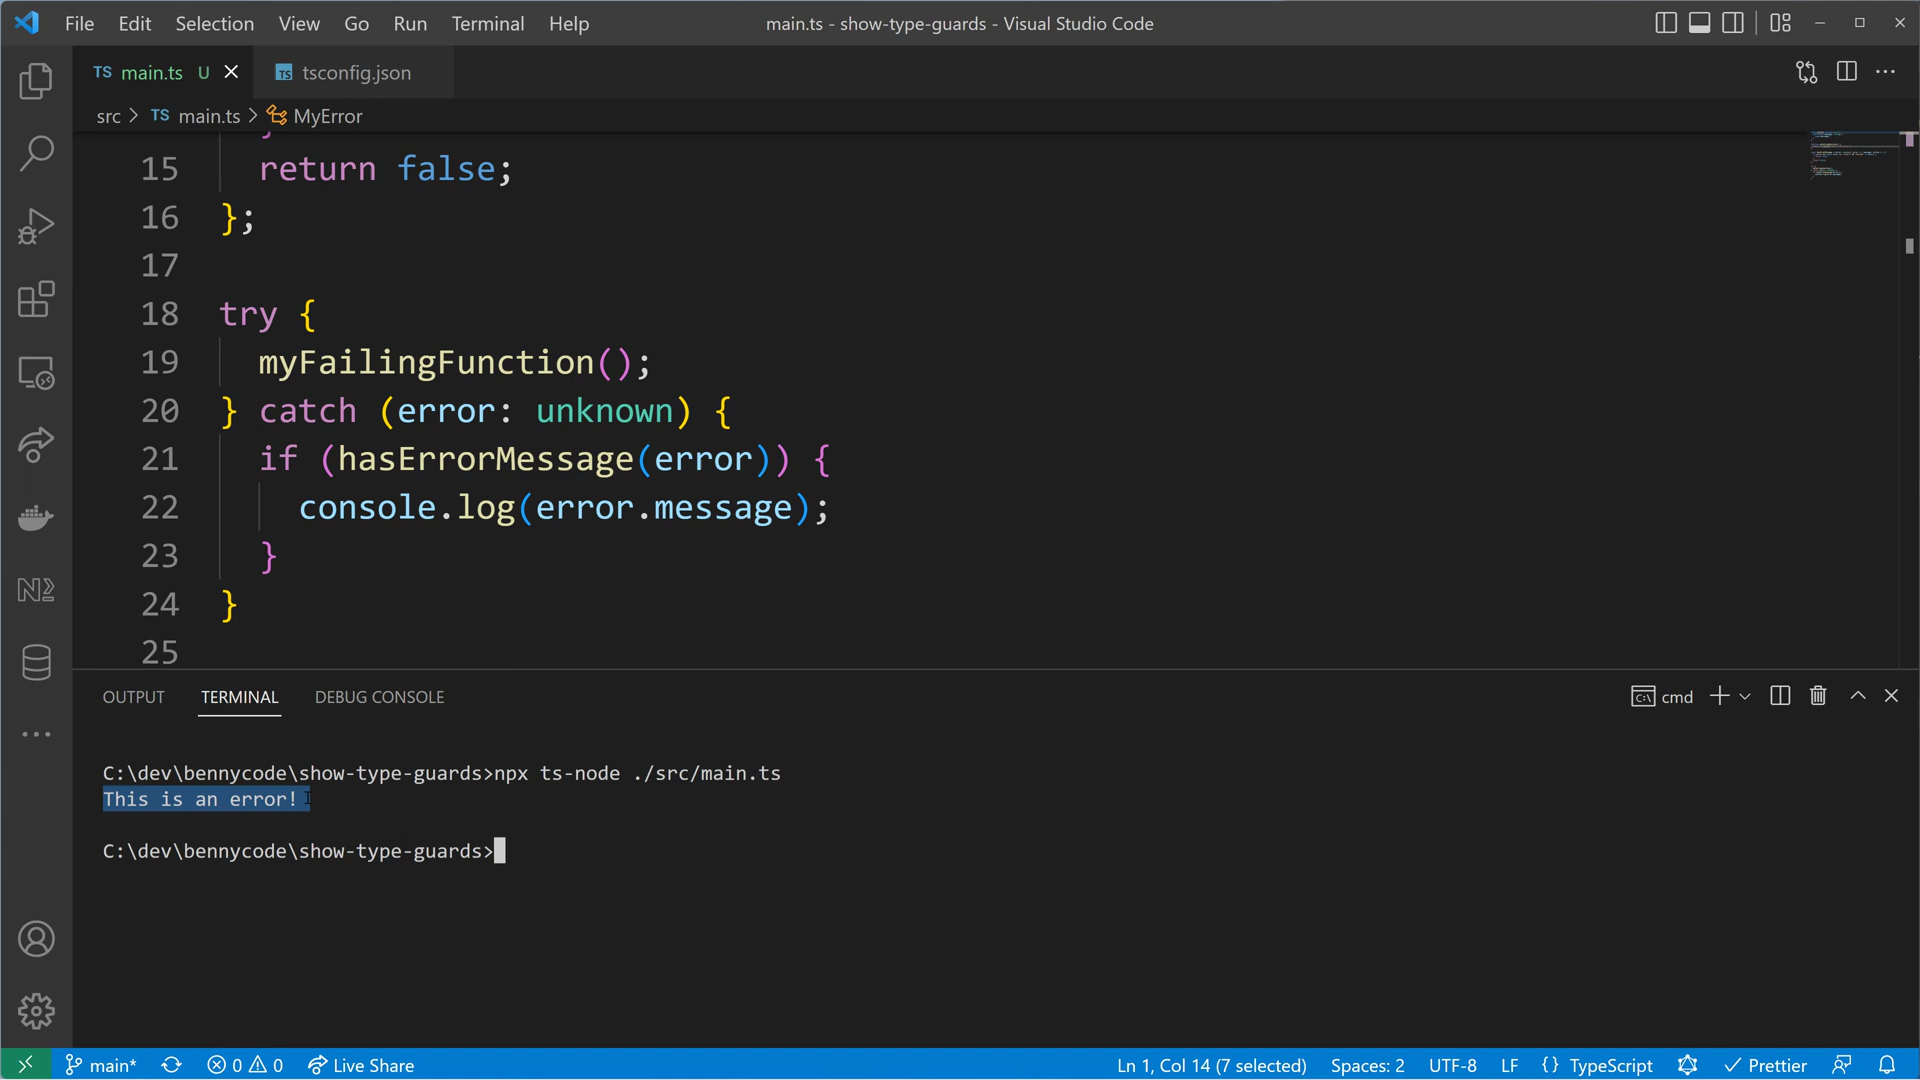 File Edit Selection View Go Run Terminal Help main.ts - show-type-guards - Visual Studio Code
TS main.ts U TS tsconfig.json
src > TS main.ts > MyError
}
15 return false;
16 };
17
18 try {
19 myFailingFunction();
20 } catch (error: unknown) {
21 if (hasErrorMessage(error)) {
22 console.log(error.message);
23 }
24 }
25
OUTPUT TERMINAL DEBUG CONSOLE cmd
C:\dev\bennycode\show-type-guards>npx ts-node ./src/main.ts
This is an error!
C:\dev\bennycode\show-type-guards>
main* 0 0 Live Share Ln 1, Col 14 (7 selected) Spaces: 2 UTF-8 LF {} TypeScript Prettier